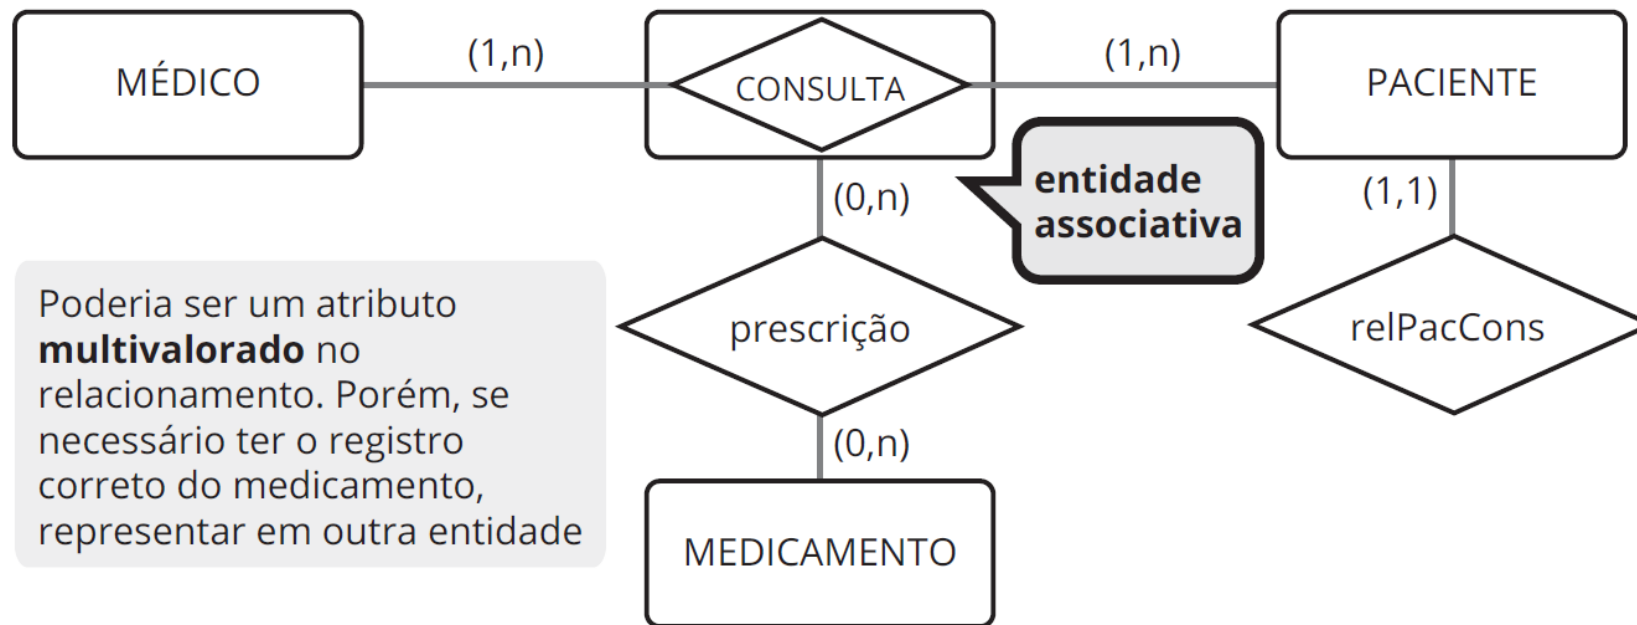 MÉDICO
(1,n)
CONSULTA
(1,n)
PACIENTE
entidade
associativa
(0,n)
(1,1)
Poderia ser um atributo
multivalorado no
relacionamento. Porém, se
necessário ter o registro
correto do medicamento,
representar em outra entidade
prescrição
relPacCons
(0,n)
MEDICAMENTO